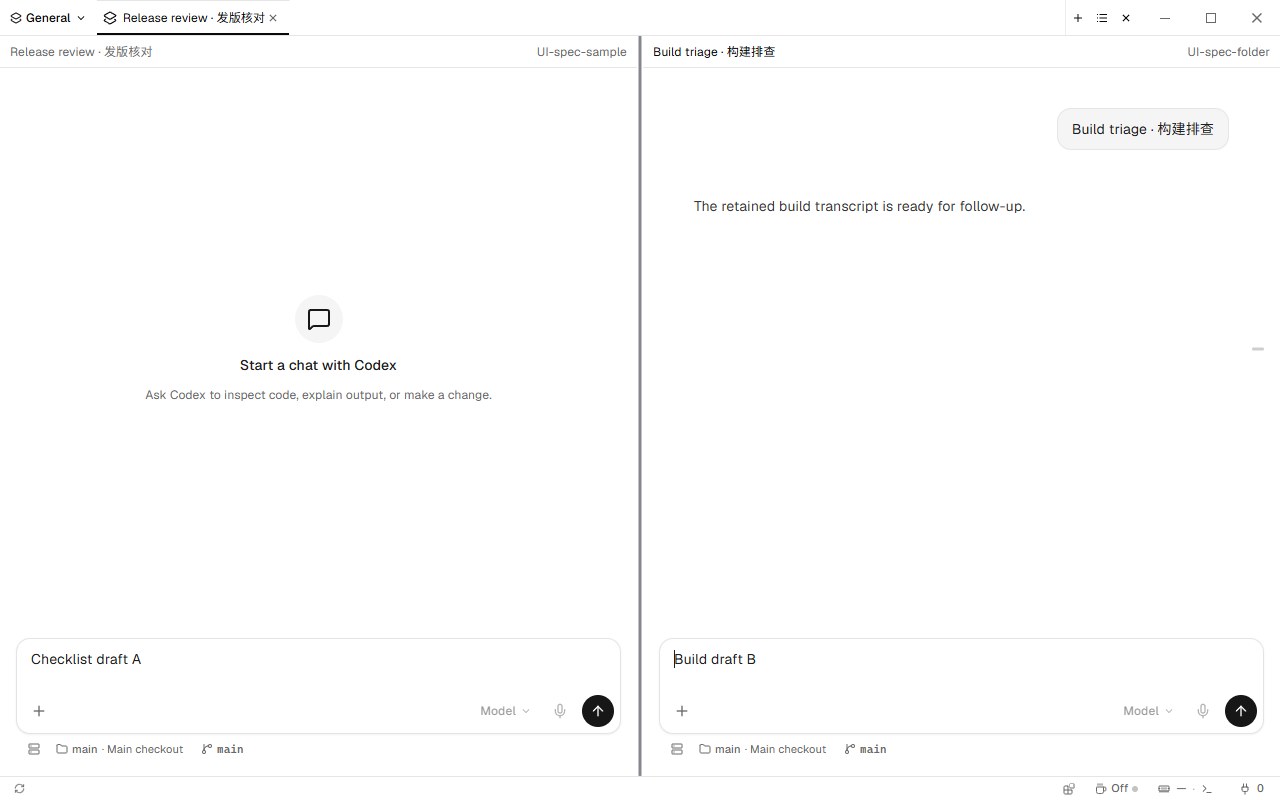 General
Release review · 发版核对
Release review · 发版核对
UI-spec-sample
Build triage · 构建排查
UI-spec-folder
Build triage · 构建排查
The retained build transcript is ready for follow-up.
Start a chat with Codex
Ask Codex to inspect code, explain output, or make a change.
Checklist draft A
Model
main · Main checkout
main
Build draft B
Model
main · Main checkout
main
Off
— ·
0